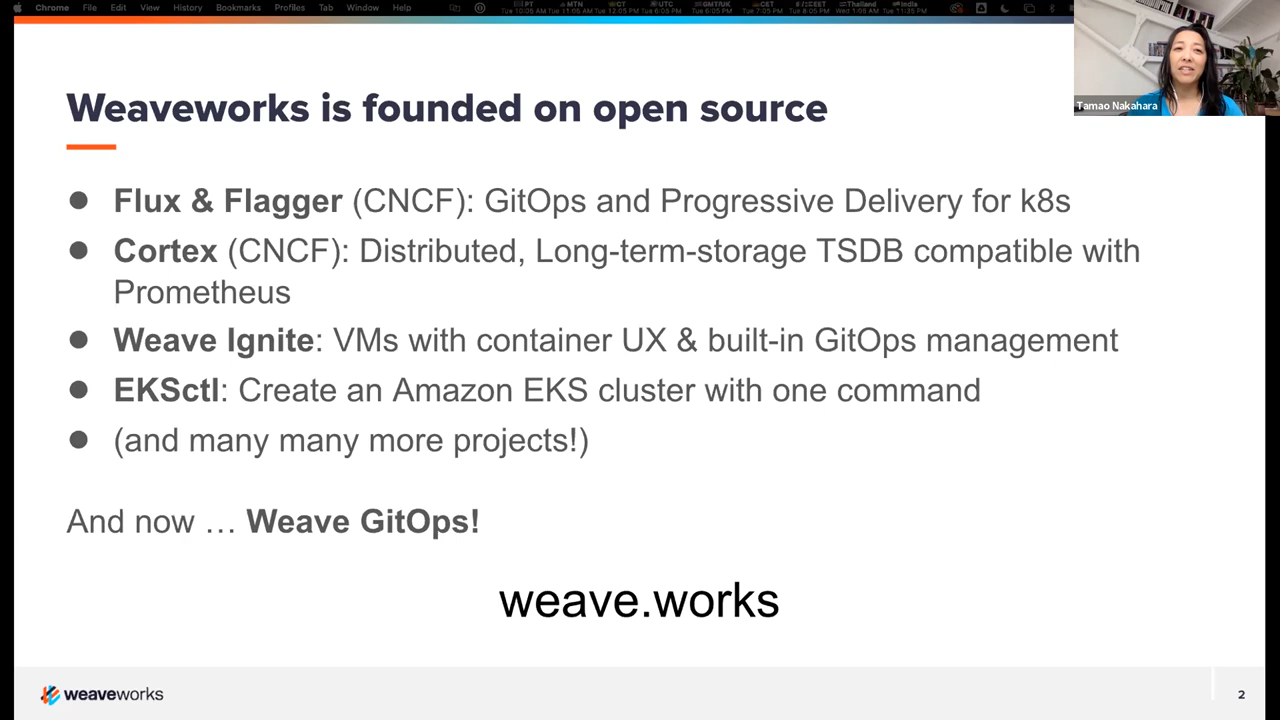 Chrome File Edit View History Bookmarks Profiles Tab Window Help
Tamao Nakahara
Weaveworks is founded on open source
● Flux & Flagger (CNCF): GitOps and Progressive Delivery for k8s
● Cortex (CNCF): Distributed, Long-term-storage TSDB compatible with
Prometheus
● Weave Ignite: VMs with container UX & built-in GitOps management
● EKSctl: Create an Amazon EKS cluster with one command
● (and many many more projects!)
And now … Weave GitOps!
weave.works
weaveworks
2